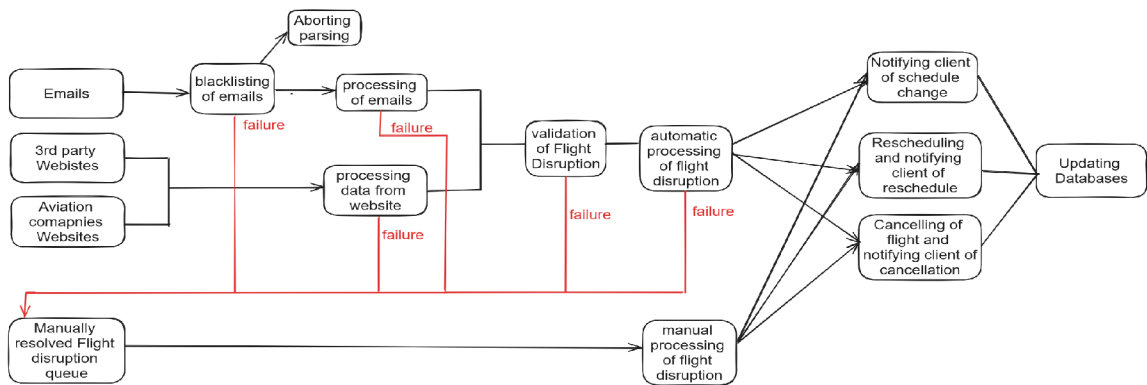 Aborting
parsing
Emails
blacklisting
of emails
processing
of emails
failure
failure
3rd party
Webistes
Aviation
comapnies
Websites
processing
data from
website
failure
validation
of Flight
Disruption
failure
automatic
processing
of flight
disruption
failure
Notifying client
of schedule
change
Rescheduling
and notifying
client of
reschedule
Cancelling of
flight and
notifying client of
cancellation
Updating
Databases
Manually
resolved Flight
disruption
queue
manual
processing
of flight
disruption